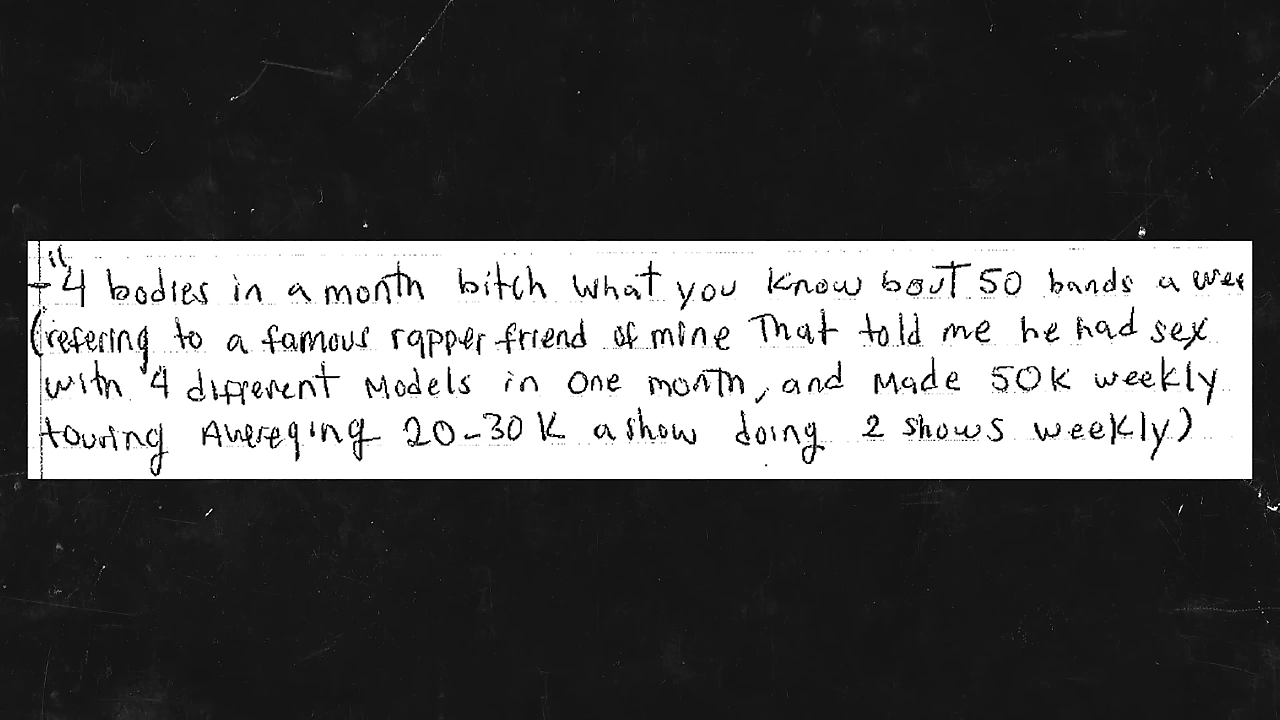 - "4 bodies in a month bitch what you know bout 50 bands a wee
(refering to a famous rapper friend of mine That told me he had sex
with 4 different Models in one month, and Made 50K weekly
touring Avereging 20-30K a show doing 2 shows weekly)